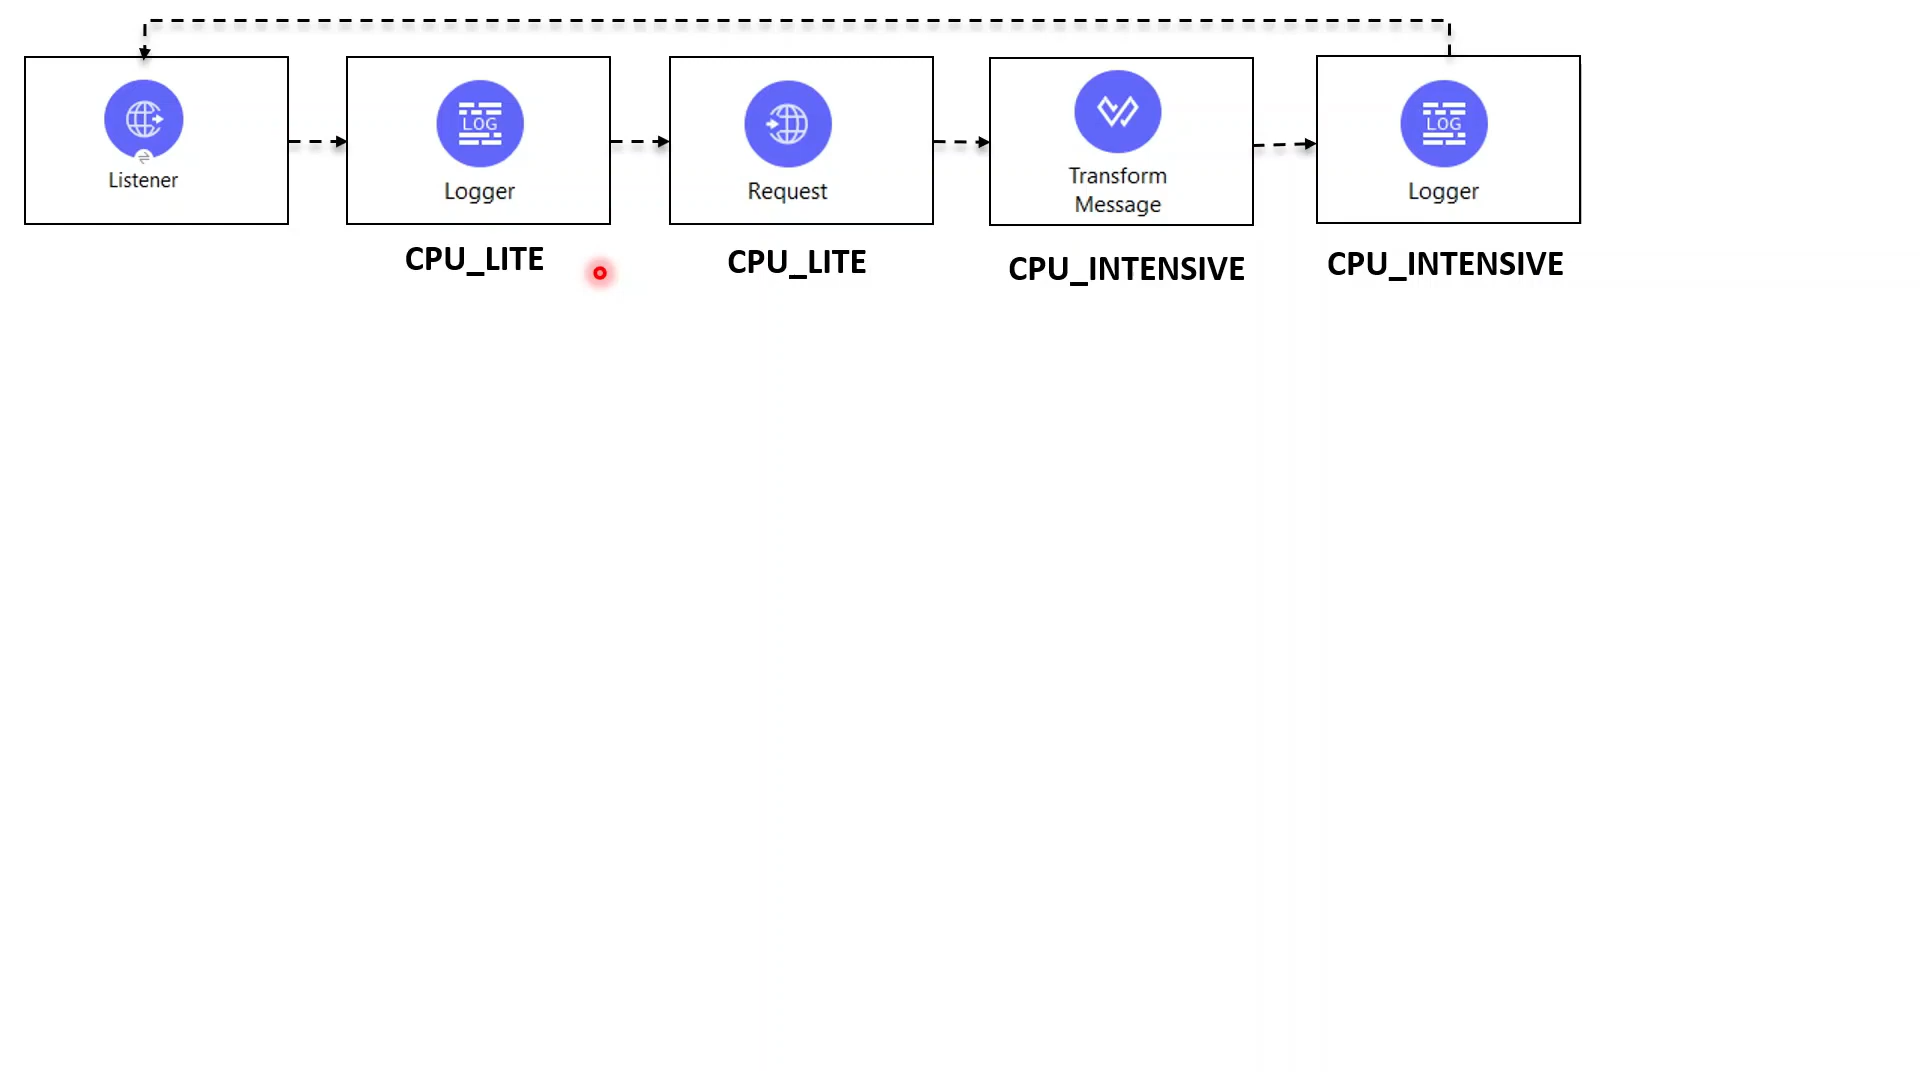 Listener
LOG
Logger
Request
Transform
Message
LOG
Logger
CPU_LITE
CPU_LITE
CPU_INTENSIVE
CPU_INTENSIVE